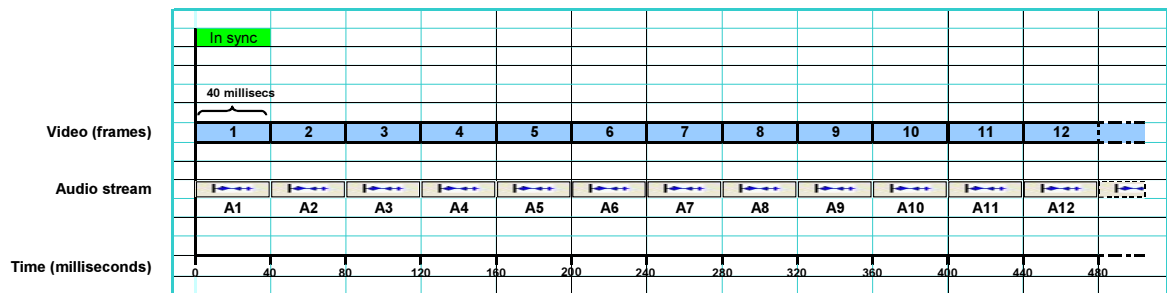 In sync
40 millisecs
Video (frames) 1 2 3 4 5 6 7 8 9 10 11 12
Audio stream
A1 A2 A3 A4 A5 A6 A7 A8 A9 A10 A11 A12
Time (milliseconds)
0 40 80 120 160 200 240 280 320 360 400 440 480